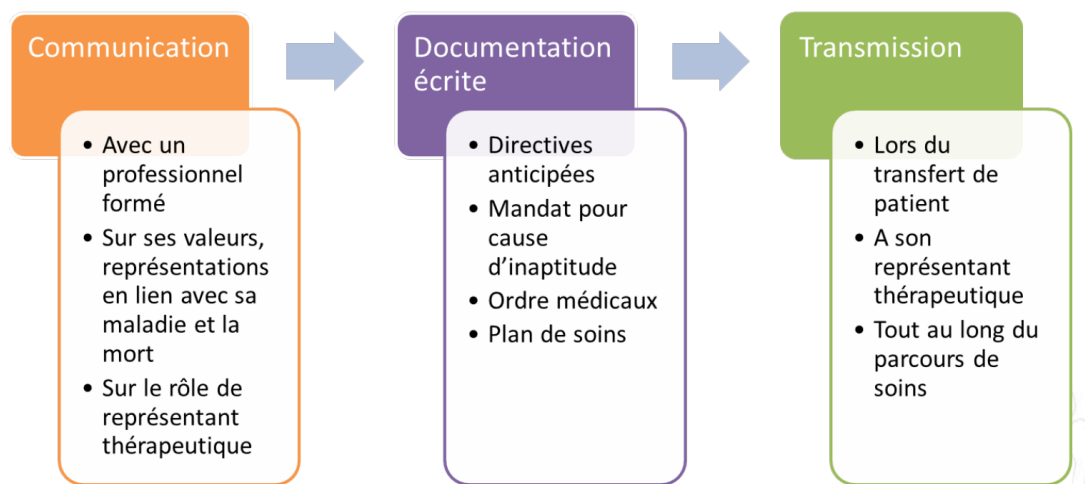 Communication
• Avec un
professionnel
formé
• Sur ses valeurs,
représentations
en lien avec sa
maladie et la
mort
• Sur le rôle de
représentant
thérapeutique
Documentation
écrite
• Directives
anticipées
• Mandat pour
cause
d’inaptitude
• Ordre médicaux
• Plan de soins
Transmission
• Lors du
transfert de
patient
• A son
représentant
thérapeutique
• Tout au long du
parcours de
soins